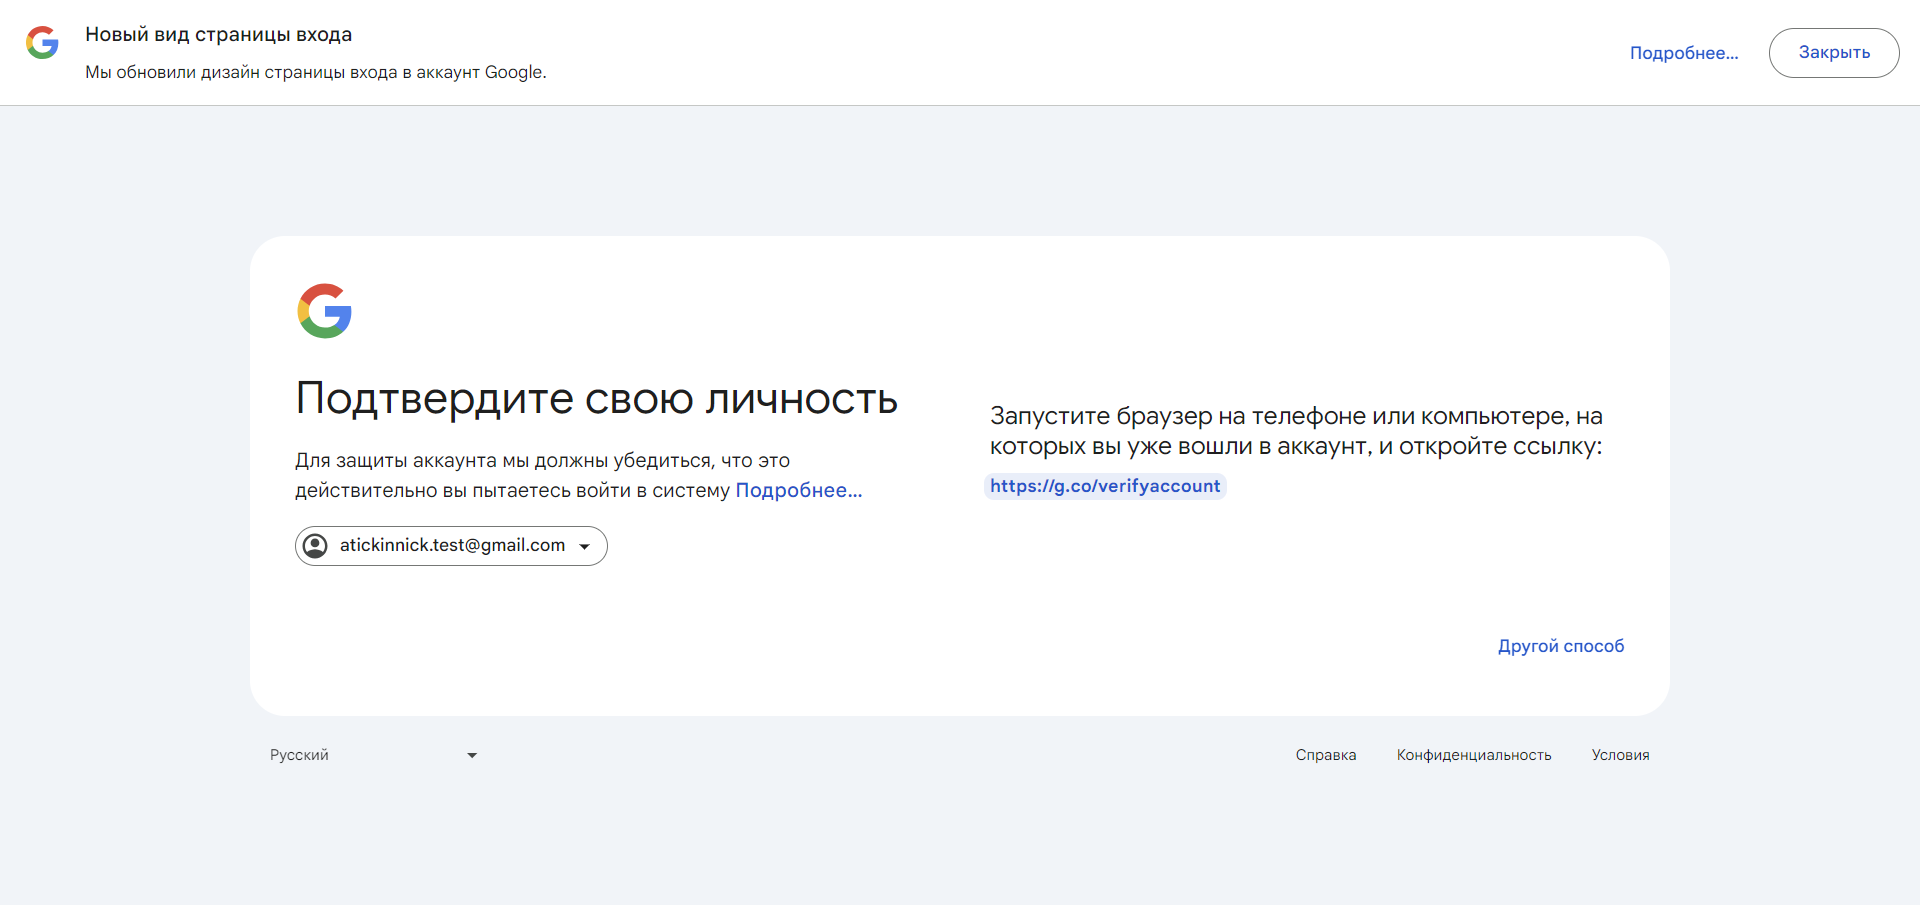 Новый вид страницы входа
Мы обновили дизайн страницы входа в аккаунт Google.
Подробнее...
Закрыть
Подтвердите свою личность
Для защиты аккаунта мы должны убедиться, что это
действительно вы пытаетесь войти в систему Подробнее...
atickinnick.test@gmail.com
Запустите браузер на телефоне или компьютере, на
которых вы уже вошли в аккаунт, и откройте ссылку:
https://g.co/verifyaccount
Другой способ
Русский
Справка
Конфиденциальность
Условия